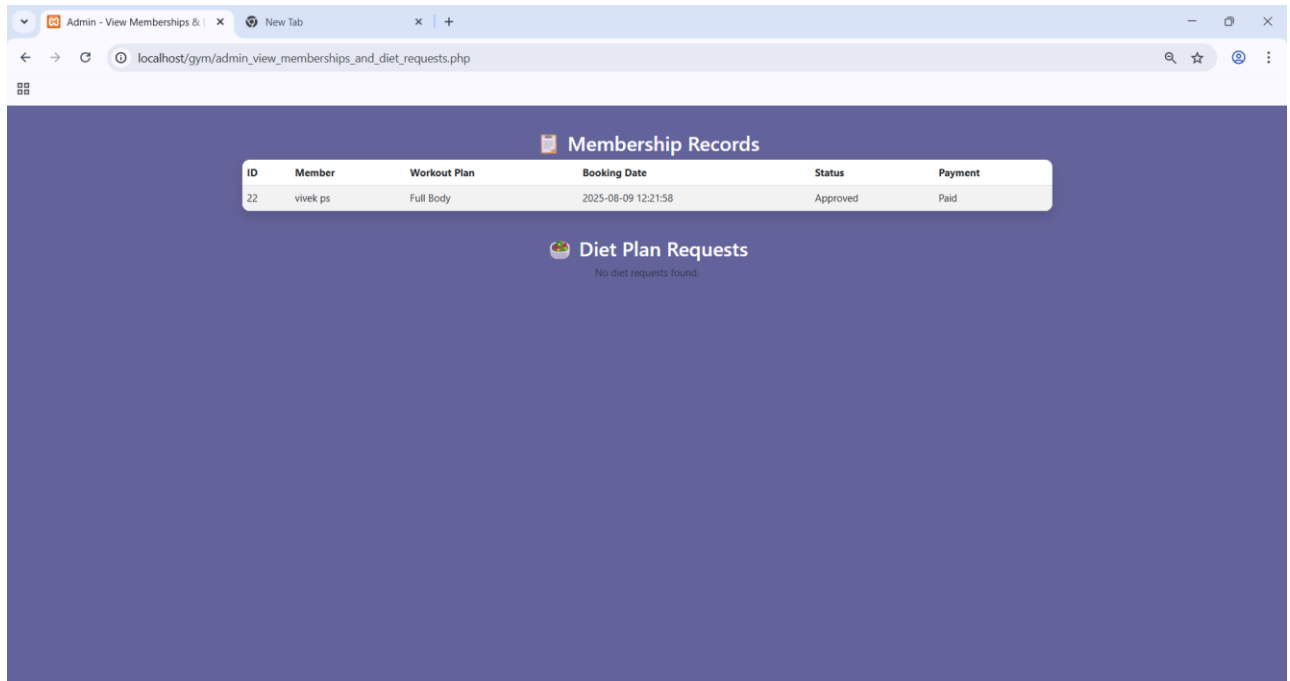 Admin - View Memberships & New Tab
localhost/gym/admin_view_memberships_and_diet_requests.php
📋 Membership Records
ID Member Workout Plan Booking Date Status Payment
22 vivek ps Full Body 2025-08-09 12:21:58 Approved Paid
🥗 Diet Plan Requests
No diet requests found.